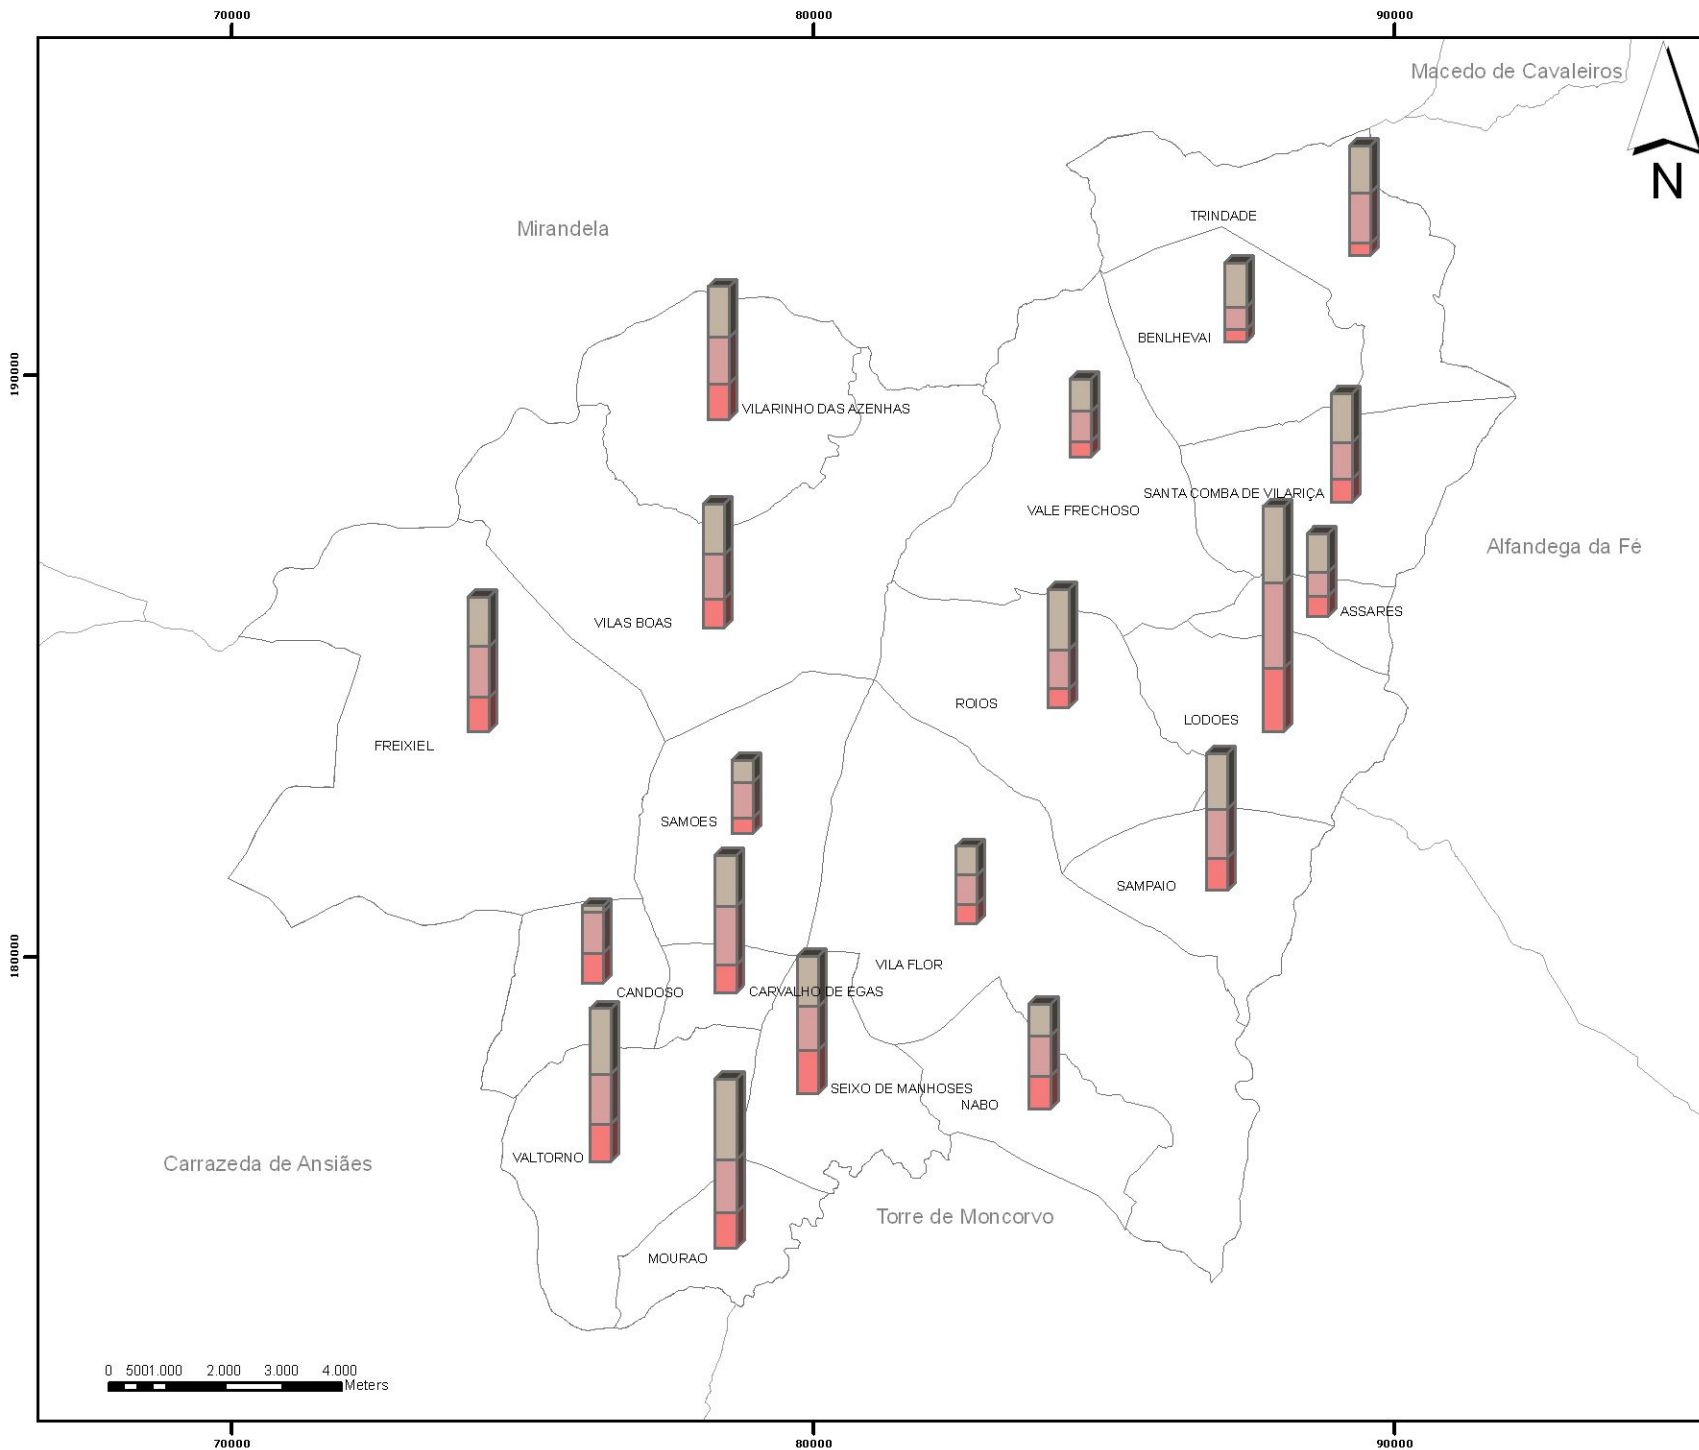 70000
80000
90000
Macedo de Cavaleiros
N
Mirandela
TRINDADE
BENLHEVAI
190000
VILARINHO DAS AZENHAS
SANTA COMBA DE VILARIÇA
VALE FRECHOSO
Alfandega da Fé
ASSARES
VILAS BOAS
ROIOS
LODOES
FREIXIEL
SAMOES
SAMPAIO
180000
VILA FLOR
CANDOSO
CARVALHO DE EGAS
SEIXO DE MANHOSES
NABO
VALTORNO
Carrazeda de Ansiães
Torre de Moncorvo
MOURAO
0 500 1.000 2.000 3.000 4.000
Meters
70000
80000
90000